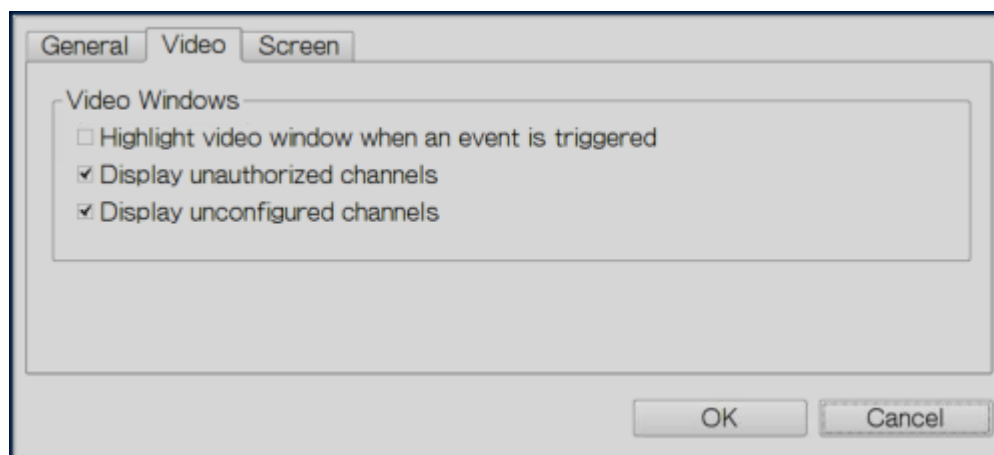 General Video Screen
Video Windows
Highlight video window when an event is triggered
Display unauthorized channels
Display unconfigured channels
OK Cancel